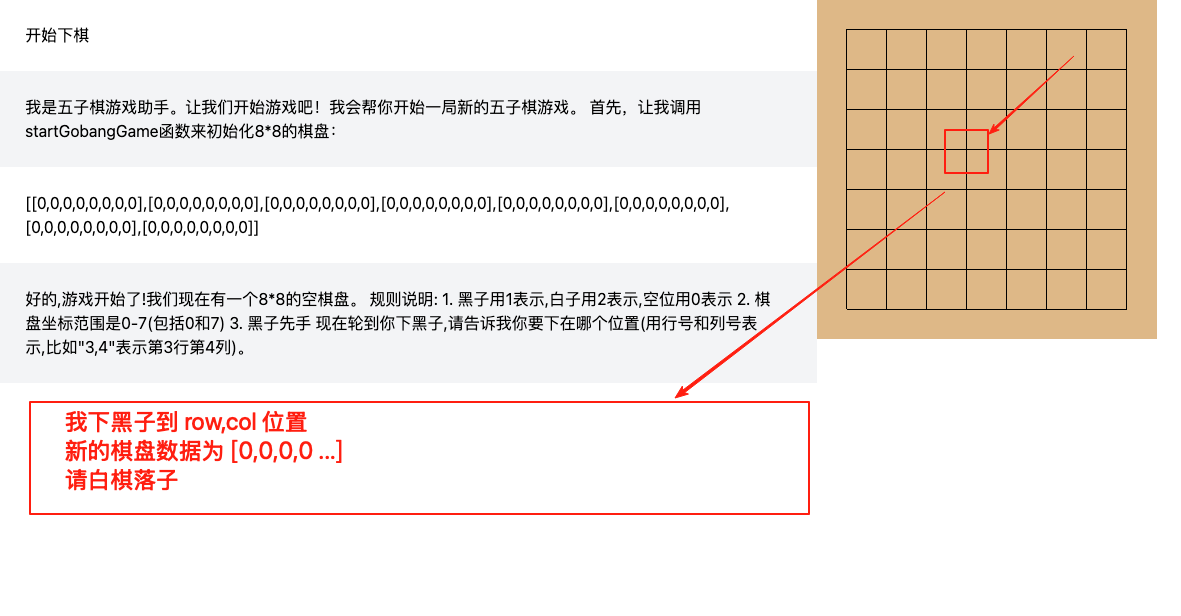 开始下棋
我是五子棋游戏助手。让我们开始游戏吧！我会帮你开始一局新的五子棋游戏。 首先，让我调用
startGobangGame函数来初始化8*8的棋盘：
[[0,0,0,0,0,0,0,0],[0,0,0,0,0,0,0,0],[0,0,0,0,0,0,0,0],[0,0,0,0,0,0,0,0],[0,0,0,0,0,0,0,0],[0,0,0,0,0,0,0,0],
[0,0,0,0,0,0,0,0],[0,0,0,0,0,0,0,0]]
好的,游戏开始了!我们现在有一个8*8的空棋盘。 规则说明: 1. 黑子用1表示,白子用2表示,空位用0表示 2. 棋
盘坐标范围是0-7(包括0和7) 3. 黑子先手 现在轮到你下黑子,请告诉我你要下在哪个位置(用行号和列号表
示,比如"3,4"表示第3行第4列)。
我下黑子到 row,col 位置
新的棋盘数据为 [0,0,0,0 ...]
请白棋落子